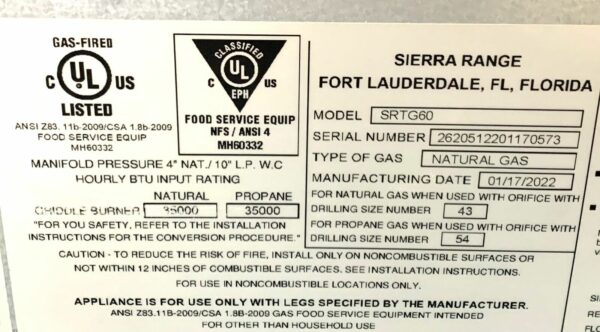 GAS-FIRED
C UL US
LISTED
ANSI Z83. 11b-2009/CSA 1.8b-2009
FOOD SERVICE EQUIP
MH60332
CLASSIFIED
C UL US
EPH
FOOD SERVICE EQUIP
NFS / ANSI 4
MH60332
MANIFOLD PRESSURE 4" NAT./ 10" L.P. W.C
HOURLY BTU INPUT RATING
NATURAL PROPANE
GRIDDLE BURNER 35000 35000
"FOR YOU SAFETY, REFER TO THE INSTALLATION
INSTRUCTIONS FOR THE CONVERSION PROCEDURE."
SIERRA RANGE
FORT LAUDERDALE, FL, FLORIDA
MODEL SRTG60
SERIAL NUMBER 2620512201170573
TYPE OF GAS NATURAL GAS
MANUFACTURING DATE 01/17/2022
FOR NATURAL GAS WHEN USED WITH ORIFICE WITH
DRILLING SIZE NUMBER 43
FOR PROPANE GAS WHEN USED WITH ORIFICE WITH
DRILLING SIZE NUMBER 54
CAUTION - TO REDUCE THE RISK OF FIRE, INSTALL ONLY ON NONCOMBUSTIBLE SURFACES OR
NOT WITHIN 12 INCHES OF COMBUSTIBLE SURFACES. SEE INSTALLATION INSTRUCTIONS.
FOR USE IN NONCOMBUSTIBLE LOCATIONS ONLY.
APPLIANCE IS FOR USE ONLY WITH LEGS SPECIFIED BY THE MANUFACTURER.
ANSI Z83.11B-2009/CSA 1.8B-2009 GAS FOOD SERVICE EQUIPMENT INTENDED
FOR OTHER THAN HOUSEHOLD USE